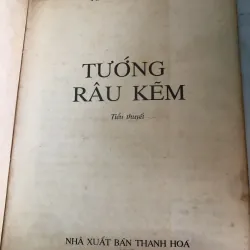 TƯỚNG
RÂU KẼM
Tiểu thuyết
NHÀ XUẤT BẢN THANH HOÁ